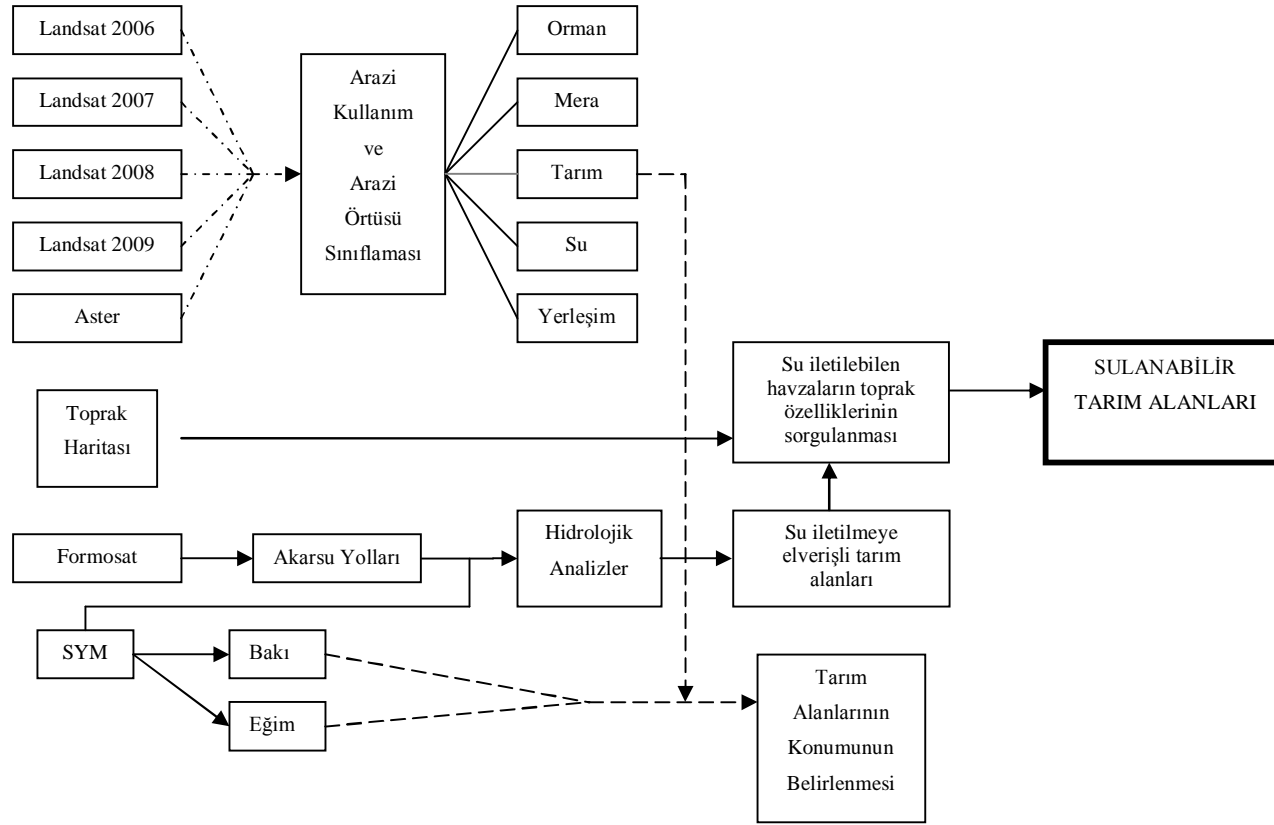 Landsat 2006
Landsat 2007
Landsat 2008
Landsat 2009
Aster
Arazi
Kullanım
ve
Arazi
Örtüsü
Sınıflaması
Orman
Mera
Tarım
Su
Yerleşim
Toprak
Haritası
Su iletilebilen
havzaların toprak
özelliklerinin
sorgulanması
SULANABİLİR
TARIM ALANLARI
Formosat
Akarsu Yolları
Hidrolojik
Analizler
Su iletilmeye
elverişli tarım
alanları
SYM
Bakı
Eğim
Tarım
Alanlarının
Konumunun
Belirlenmesi